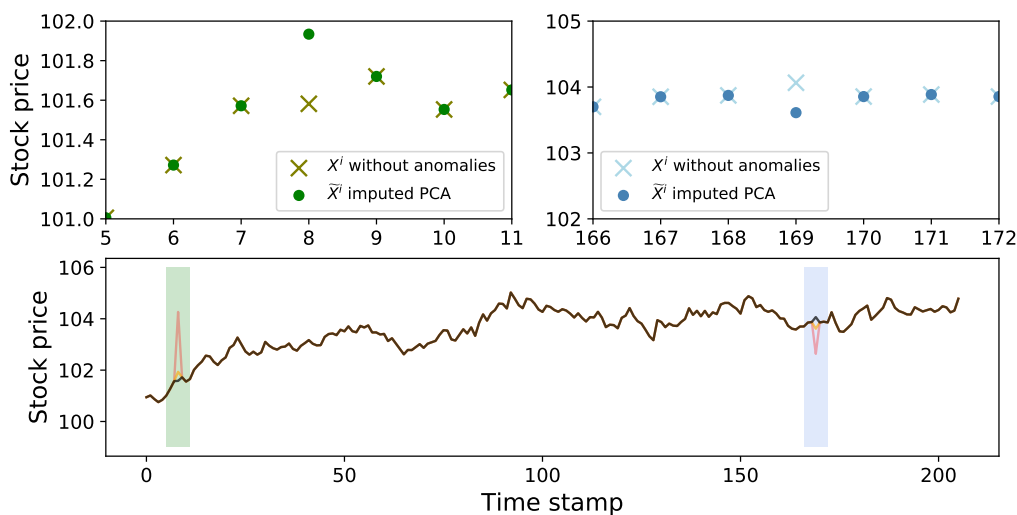 Stock price
102.0
101.8
101.6
101.4
101.2
101.0
5 6 7 8 9 10 11
X^i without anomalies
X̃^i imputed PCA
105
104
103
102
166 167 168 169 170 171 172
X^i without anomalies
X̃^i imputed PCA
Stock price
106
104
102
100
0 50 100 150 200
Time stamp